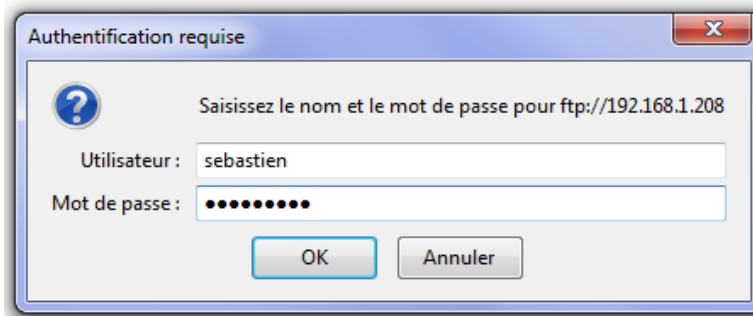 Authentification requise
Saisissez le nom et le mot de passe pour ftp://192.168.1.208
Utilisateur : sebastien
Mot de passe : •••••••••
OK Annuler